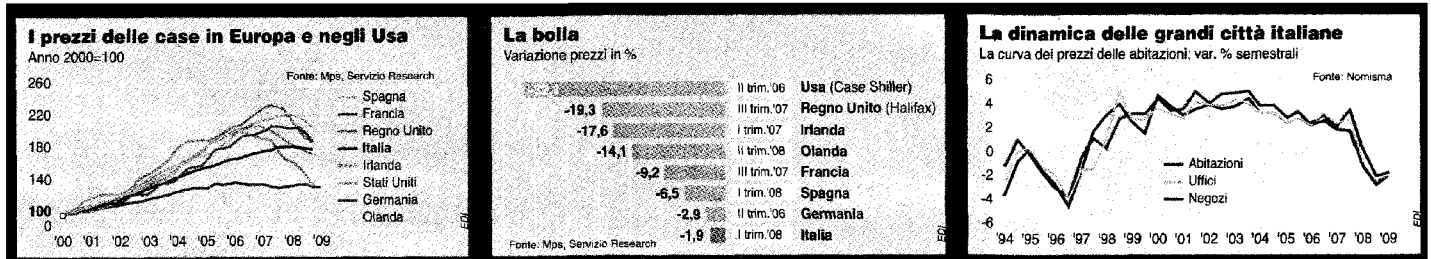 I prezzi delle case in Europa e negli Usa
Anno 2000=100
Fonte: Mps, Servizio Research
260
220
180
140
100
0
Spagna
Francia
Regno Unito
Italia
Irlanda
Stati Uniti
Germania
Olanda
'00 '01 '02 '03 '04 '05 '06 '07 '08 '09
La bolla
Variazione prezzi in %
II trim.'06 Usa (Case Shiller)
-19,3 III trim.'07 Regno Unito (Halifax)
-17,6 I trim.'07 Irlanda
-14,1 II trim.'08 Olanda
-9,2 III trim.'07 Francia
-6,5 I trim.'08 Spagna
-2,9 II trim.'06 Germania
-1,9 I trim.'08 Italia
Fonte: Mps, Servizio Research
La dinamica delle grandi città italiane
La curva dei prezzi delle abitazioni; var. % semestrali
Fonte: Nomisma
6
4
2
0
-2
-4
-6
Abitazioni
Uffici
Negozi
'94 '95 '96 '97 '98 '99 '00 '01 '02 '03 '04 '05 '06 '07 '08 '09